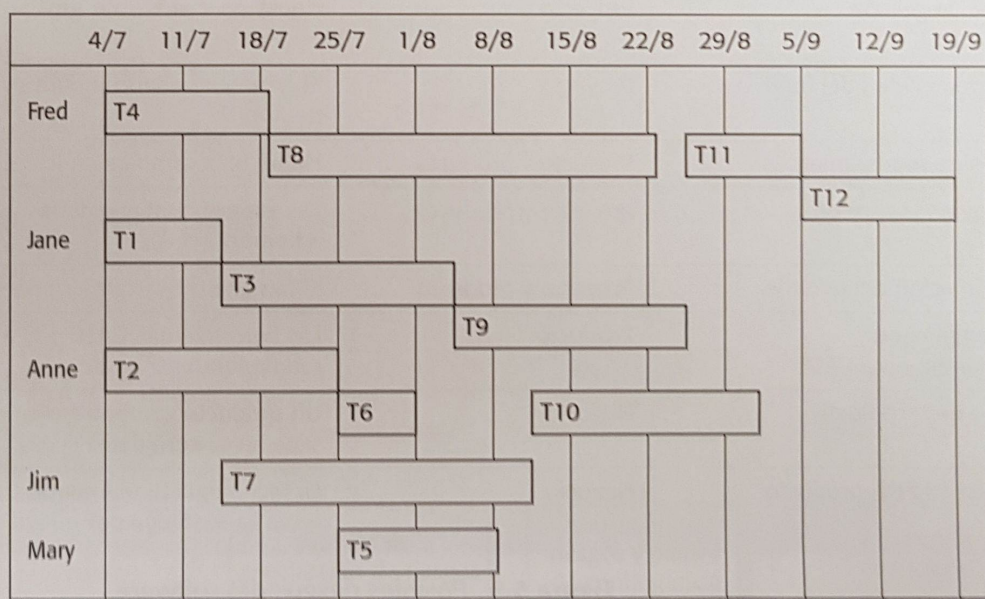 4/7 11/7 18/7 25/7 1/8 8/8 15/8 22/8 29/8 5/9 12/9 19/9
Fred T4
T8 T11
T12
Jane T1
T3
T9
Anne T2
T6 T10
Jim T7
Mary T5